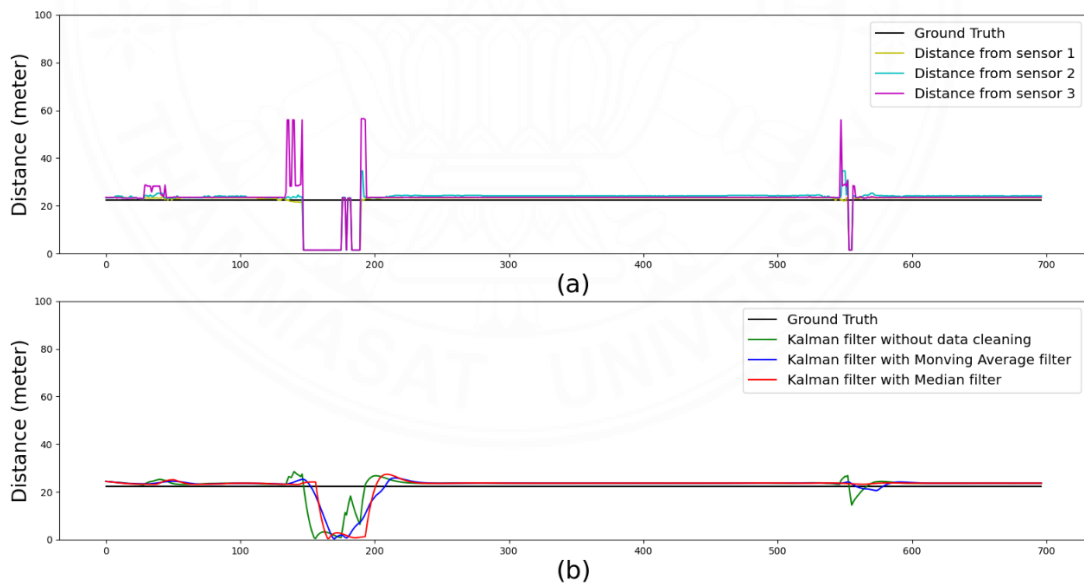 100
80
60
40
20
0
Distance (meter)
Ground Truth
Distance from sensor 1
Distance from sensor 2
Distance from sensor 3
0 100 200 300 400 500 600 700
(a)
100
80
60
40
20
0
Distance (meter)
Ground Truth
Kalman filter without data cleaning
Kalman filter with Monving Average filter
Kalman filter with Median filter
THAMMASAT UNIVERSITY
0 100 200 300 400 500 600 700
(b)